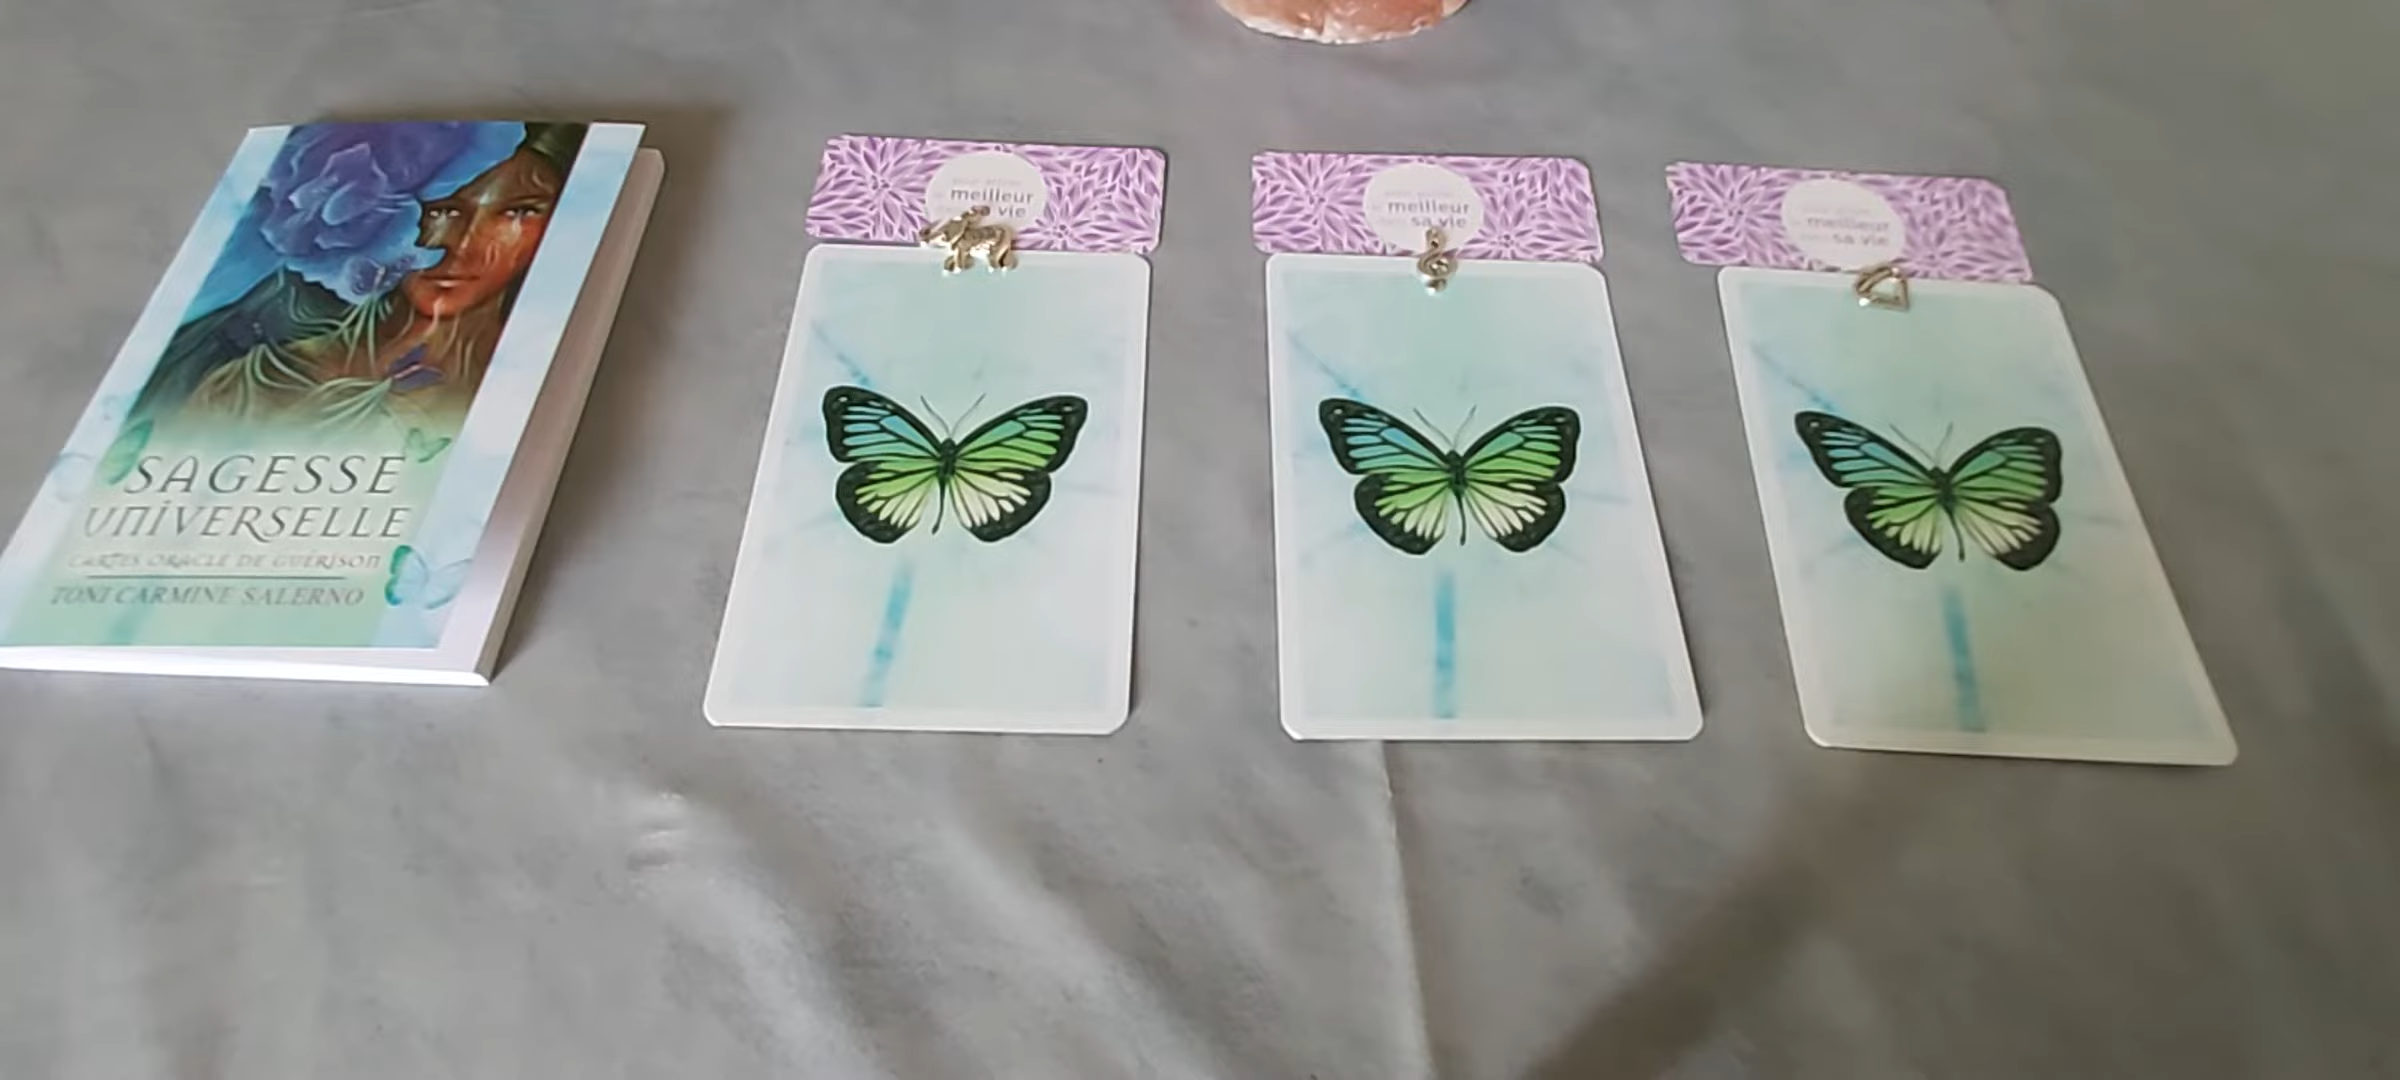 SAGESSE
UNIVERSELLE
CARTES ORACLE DE GUÉRISON
TONI CARMINE SALERNO
meilleur
sa vie
meilleur
sa vie
meilleur
sa vie